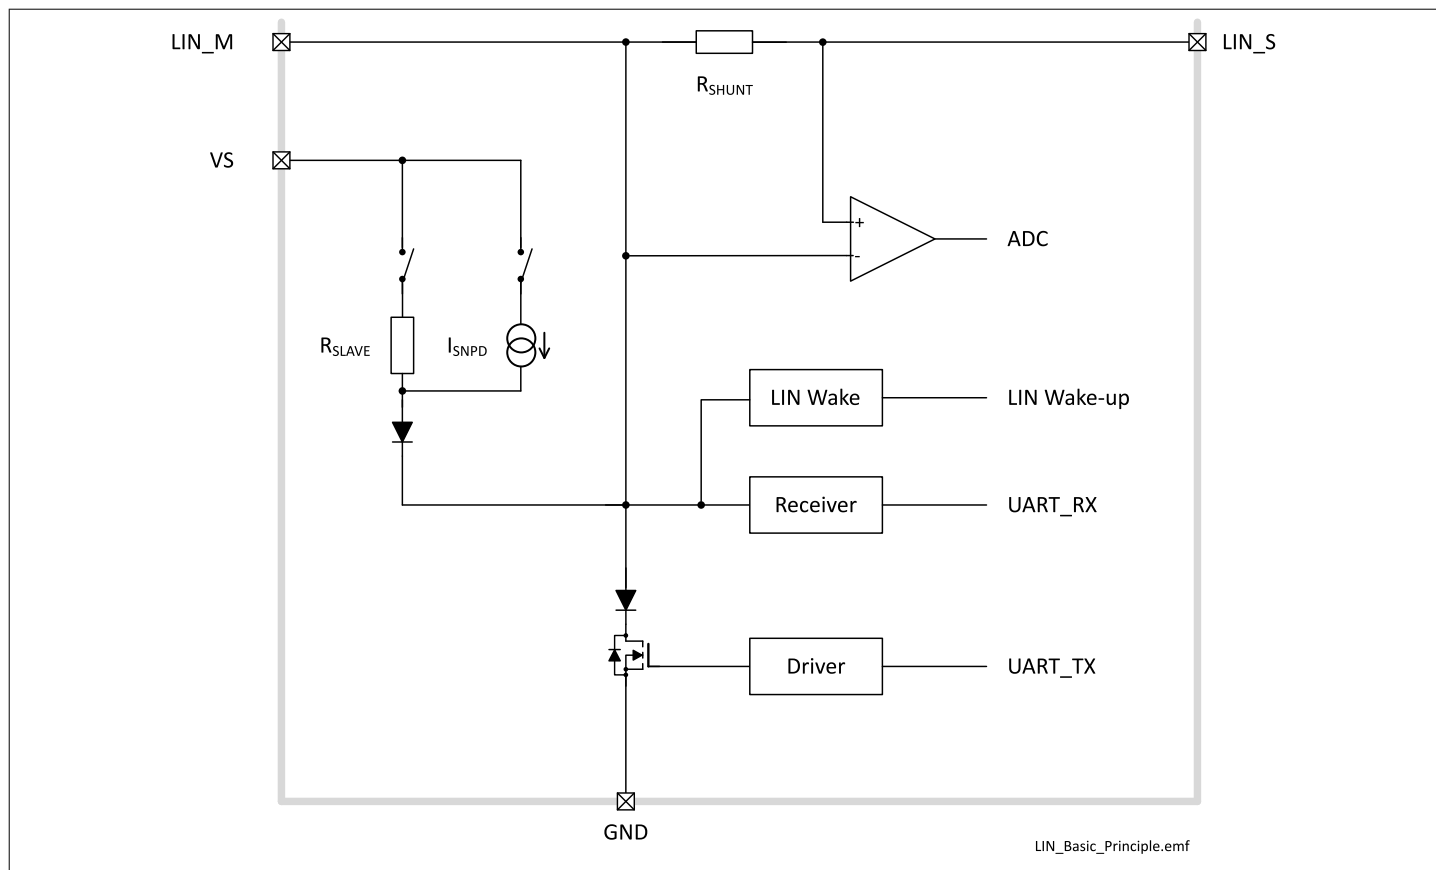 LIN_M
LIN_S
RSHUNT
VS
+
-
ADC
RSLAVE
ISNPD
LIN Wake
LIN Wake-up
Receiver
UART_RX
Driver
UART_TX
GND
LIN_Basic_Principle.emf